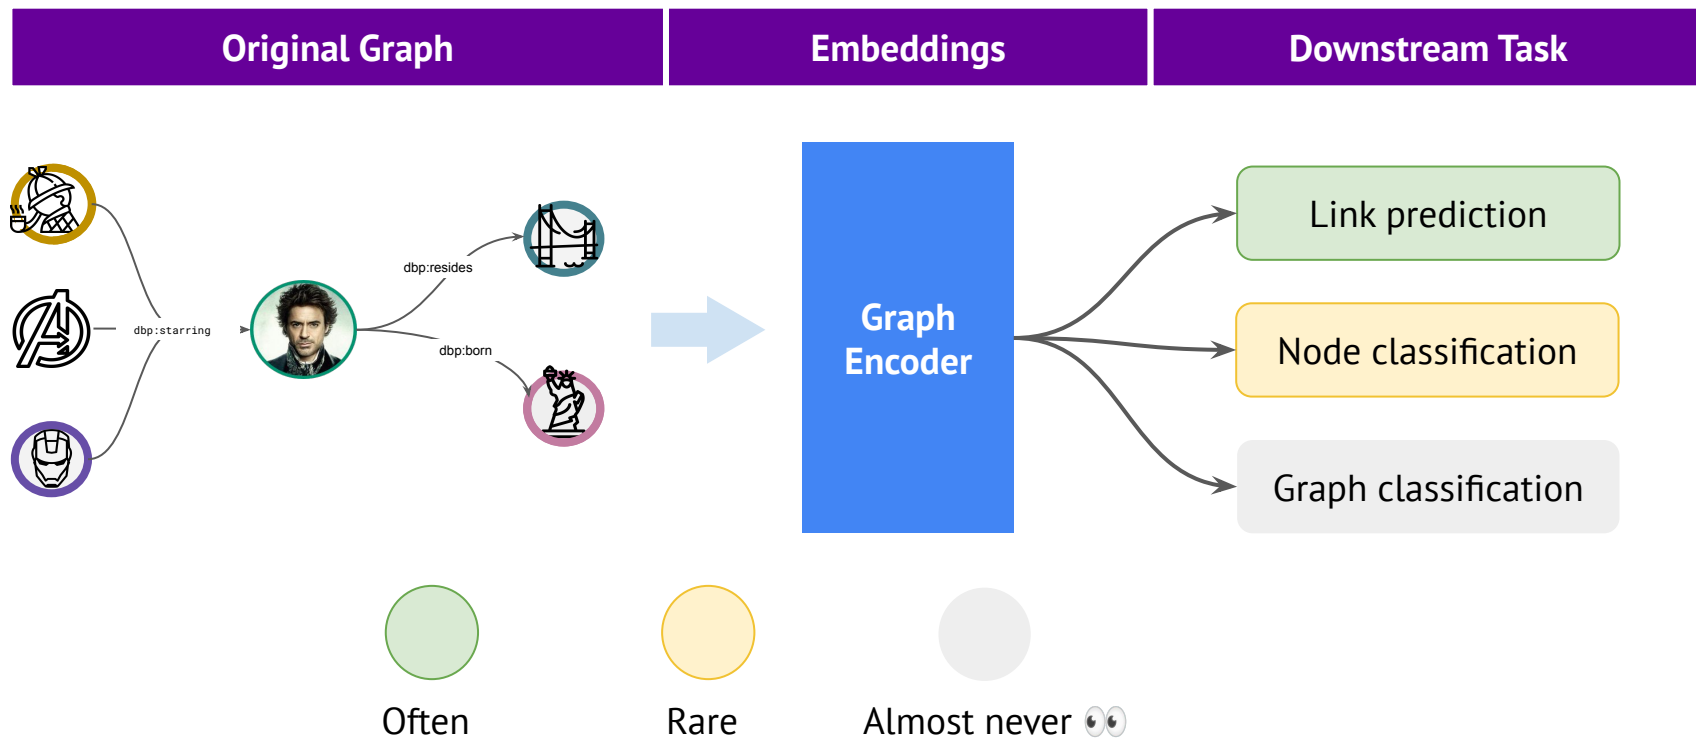 Original Graph
Embeddings
Downstream Task
dbp:resides
dbp:starring
dbp:born
Graph
Encoder
Link prediction
Node classification
Graph classification
Often
Rare
Almost never 👀